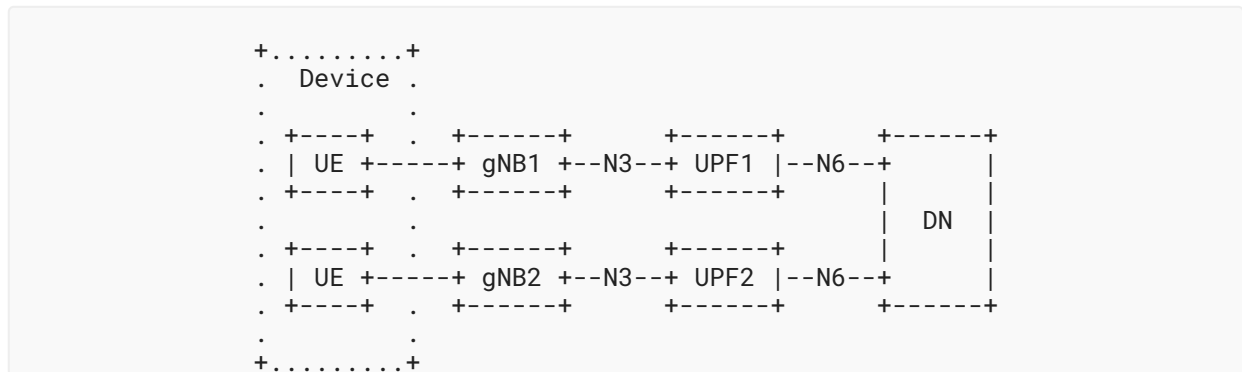 +.........+
. Device .
. .
. +----+ . +------+ +------+ +------+
. | UE +-----+ gNB1 +--N3--+ UPF1 |--N6--+ |
. +----+ . +------+ +------+ | |
. . | DN |
. +----+ . +------+ +------+ | |
. | UE +-----+ gNB2 +--N3--+ UPF2 |--N6--+ |
. +----+ . +------+ +------+ +------+
. .
+.........+